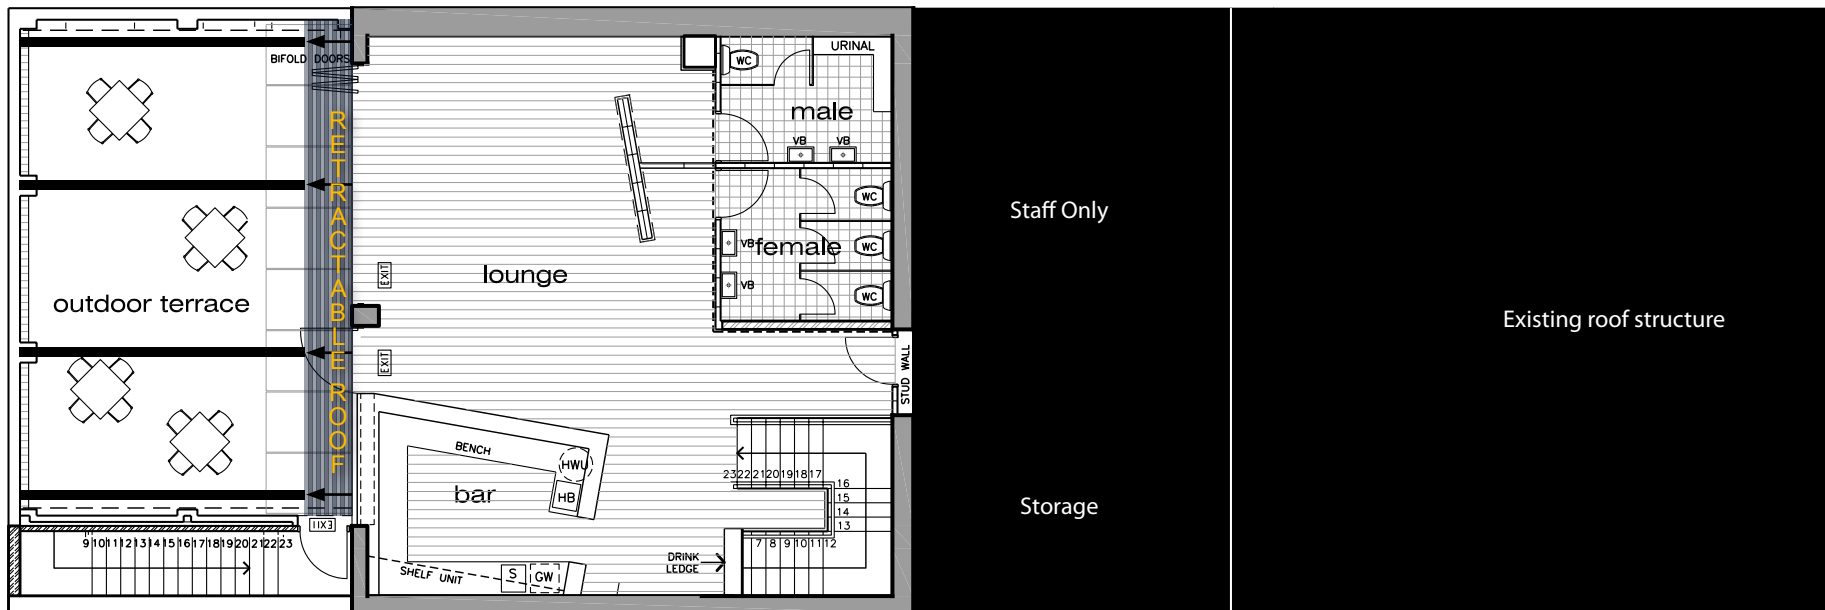 BIFOLD DOORS
RETRACTABLE ROOF
outdoor terrace
EXIT
9 10 11 12 13 14 15 16 17 18 19 20 21 22 23
EXIT
EXIT
lounge
WC
URINAL
male
VB VB
WC
VB
female
WC
VB
WC
STUD WALL
BENCH
HWU
HB
bar
SHELF UNIT
S
GW
DRINK
LEDGE
23 22 21 20 19 18 17
16
15
14
13
7 8 9 10 11 12
Staff Only
Storage
Existing roof structure